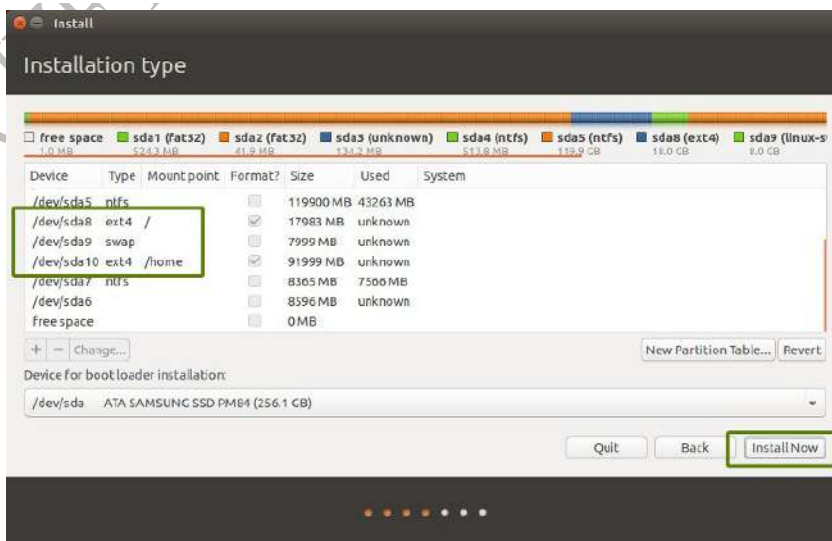 Install
Installation type
free space sda1 (fat32) sda2 (fat32) sda3 (unknown) sda4 (ntfs) sda5 (ntfs) sda8 (ext4) sda9 (linux-s
1.0 MB 524.3 MB 41.9 MB 134.2 MB 513.8 MB 119.9 GB 18.0 GB 8.0 GB
Device Type Mount point Format? Size Used System
/dev/sda5 ntfs 119900 MB 43263 MB
/dev/sda8 ext4 / 17983 MB unknown
/dev/sda9 swap 7999 MB unknown
/dev/sda10 ext4 /home 91999 MB unknown
/dev/sda7 ntfs 8365 MB 7566 MB
/dev/sda6 8596 MB unknown
free space 0 MB
+ - Change...
New Partition Table... Revert
Device for boot loader installation:
/dev/sda ATA SAMSUNG SSD PM84 (256.1 GB)
Quit Back Install Now